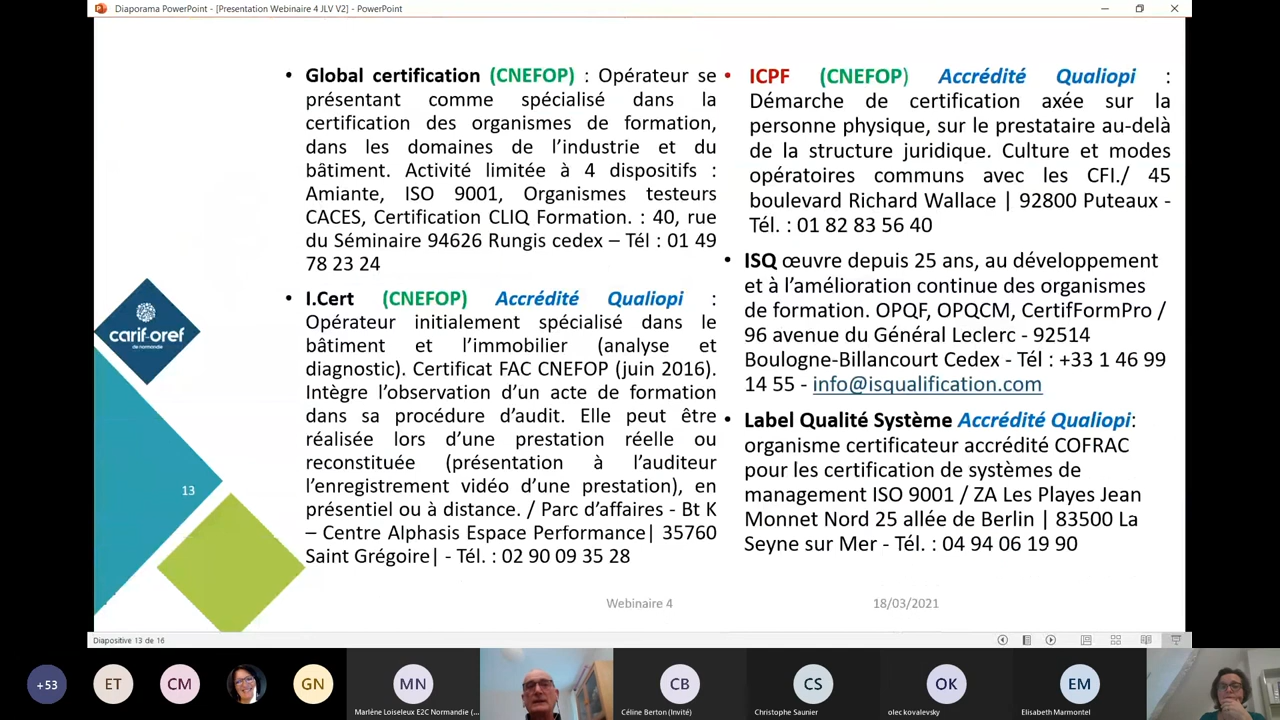 Diaporama PowerPoint - [Presentation Webinaire 4 JLV V2] - PowerPoint
• Global certification (CNEFOP) : Opérateur se
présentant comme spécialisé dans la
certification des organismes de formation,
dans les domaines de l’industrie et du
bâtiment. Activité limitée à 4 dispositifs :
Amiante, ISO 9001, Organismes testeurs
CACES, Certification CLIQ Formation. : 40, rue
du Séminaire 94626 Rungis cedex – Tél : 01 49
78 23 24
• I.Cert (CNEFOP) Accrédité Qualiopi :
Opérateur initialement spécialisé dans le
bâtiment et l’immobilier (analyse et
diagnostic). Certificat FAC CNEFOP (juin 2016).
Intègre l’observation d’un acte de formation
dans sa procédure d’audit. Elle peut être
réalisée lors d’une prestation réelle ou
reconstituée (présentation à l’auditeur
l’enregistrement vidéo d’une prestation), en
présentiel ou à distance. / Parc d’affaires - Bt K
– Centre Alphasis Espace Performance| 35760
Saint Grégoire| - Tél. : 02 90 09 35 28
• ICPF (CNEFOP) Accrédité Qualiopi :
Démarche de certification axée sur la
personne physique, sur le prestataire au-delà
de la structure juridique. Culture et modes
opératoires communs avec les CFI./ 45
boulevard Richard Wallace | 92800 Puteaux -
Tél. : 01 82 83 56 40
• ISQ œuvre depuis 25 ans, au développement
et à l’amélioration continue des organismes
de formation. OPQF, OPQCM, CertifFormPro /
96 avenue du Général Leclerc - 92514
Boulogne-Billancourt Cedex - Tél : +33 1 46 99
14 55 - info@isqualification.com
• Label Qualité Système Accrédité Qualiopi:
organisme certificateur accrédité COFRAC
pour les certification de systèmes de
management ISO 9001 / ZA Les Playes Jean
Monnet Nord 25 allée de Berlin | 83500 La
Seyne sur Mer - Tél. : 04 94 06 19 90
carif-oref
de normandie
13
Webinaire 4
18/03/2021
Diapositive 13 de 16
+53
ET
CM
GN
MN
CB
CS
OK
EM
Marlène Loiseleux E2C Normandie (...
Céline Berton (Invité)
Christophe Saunier
olec kovalevsky
Elisabeth Marmontel